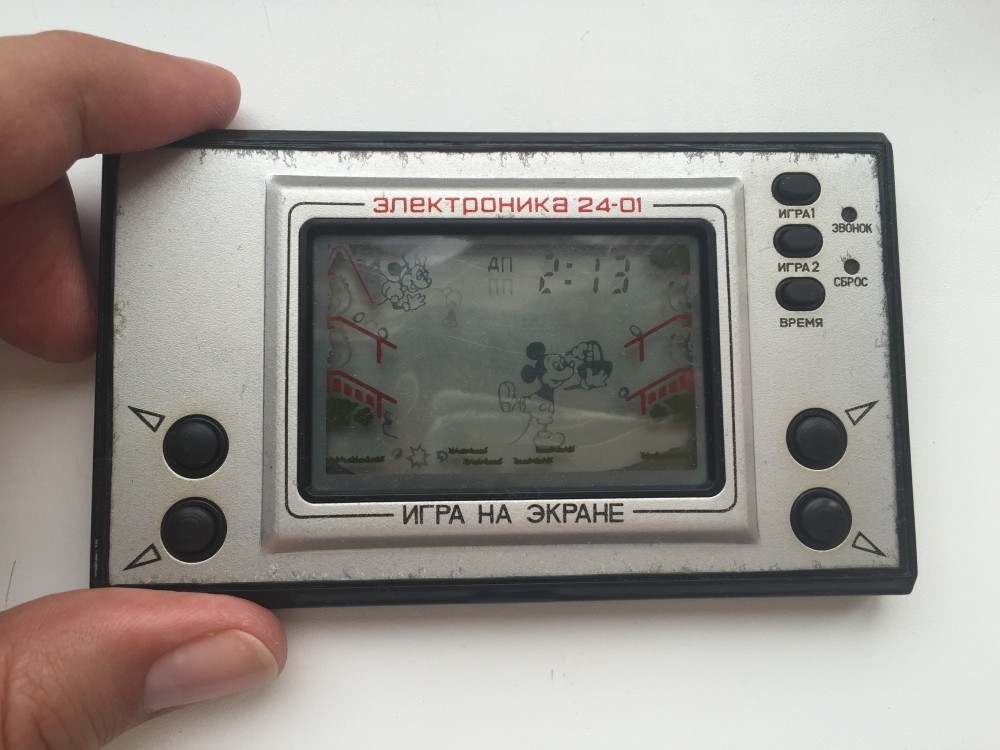 электроника 24-01
ДП
ПП
2:13
ИГРА НА ЭКРАНЕ
ИГРА1
ЗВОНОК
ИГРА 2
СБРОС
ВРЕМЯ